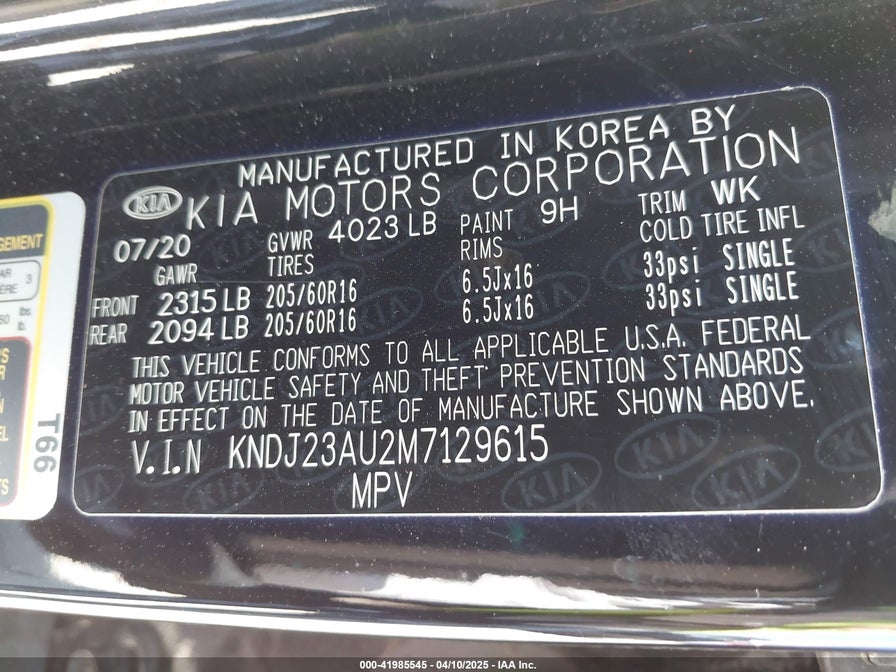 MANUFACTURED IN KOREA BY
KIA KIA MOTORS CORPORATION
07/20 GVWR 4023 LB PAINT 9H TRIM WK
GAWR TIRES RIMS COLD TIRE INFL
FRONT 2315 LB 205/60R16 6.5Jx16 33psi SINGLE
REAR 2094 LB 205/60R16 6.5Jx16 33psi SINGLE
THIS VEHICLE CONFORMS TO ALL APPLICABLE U.S.A. FEDERAL
MOTOR VEHICLE SAFETY AND THEFT PREVENTION STANDARDS
IN EFFECT ON THE DATE OF MANUFACTURE SHOWN ABOVE.
V.I.N KNDJ23AU2M7129615
MPV
T66
000-41985545 - 04/10/2025 - IAA Inc.